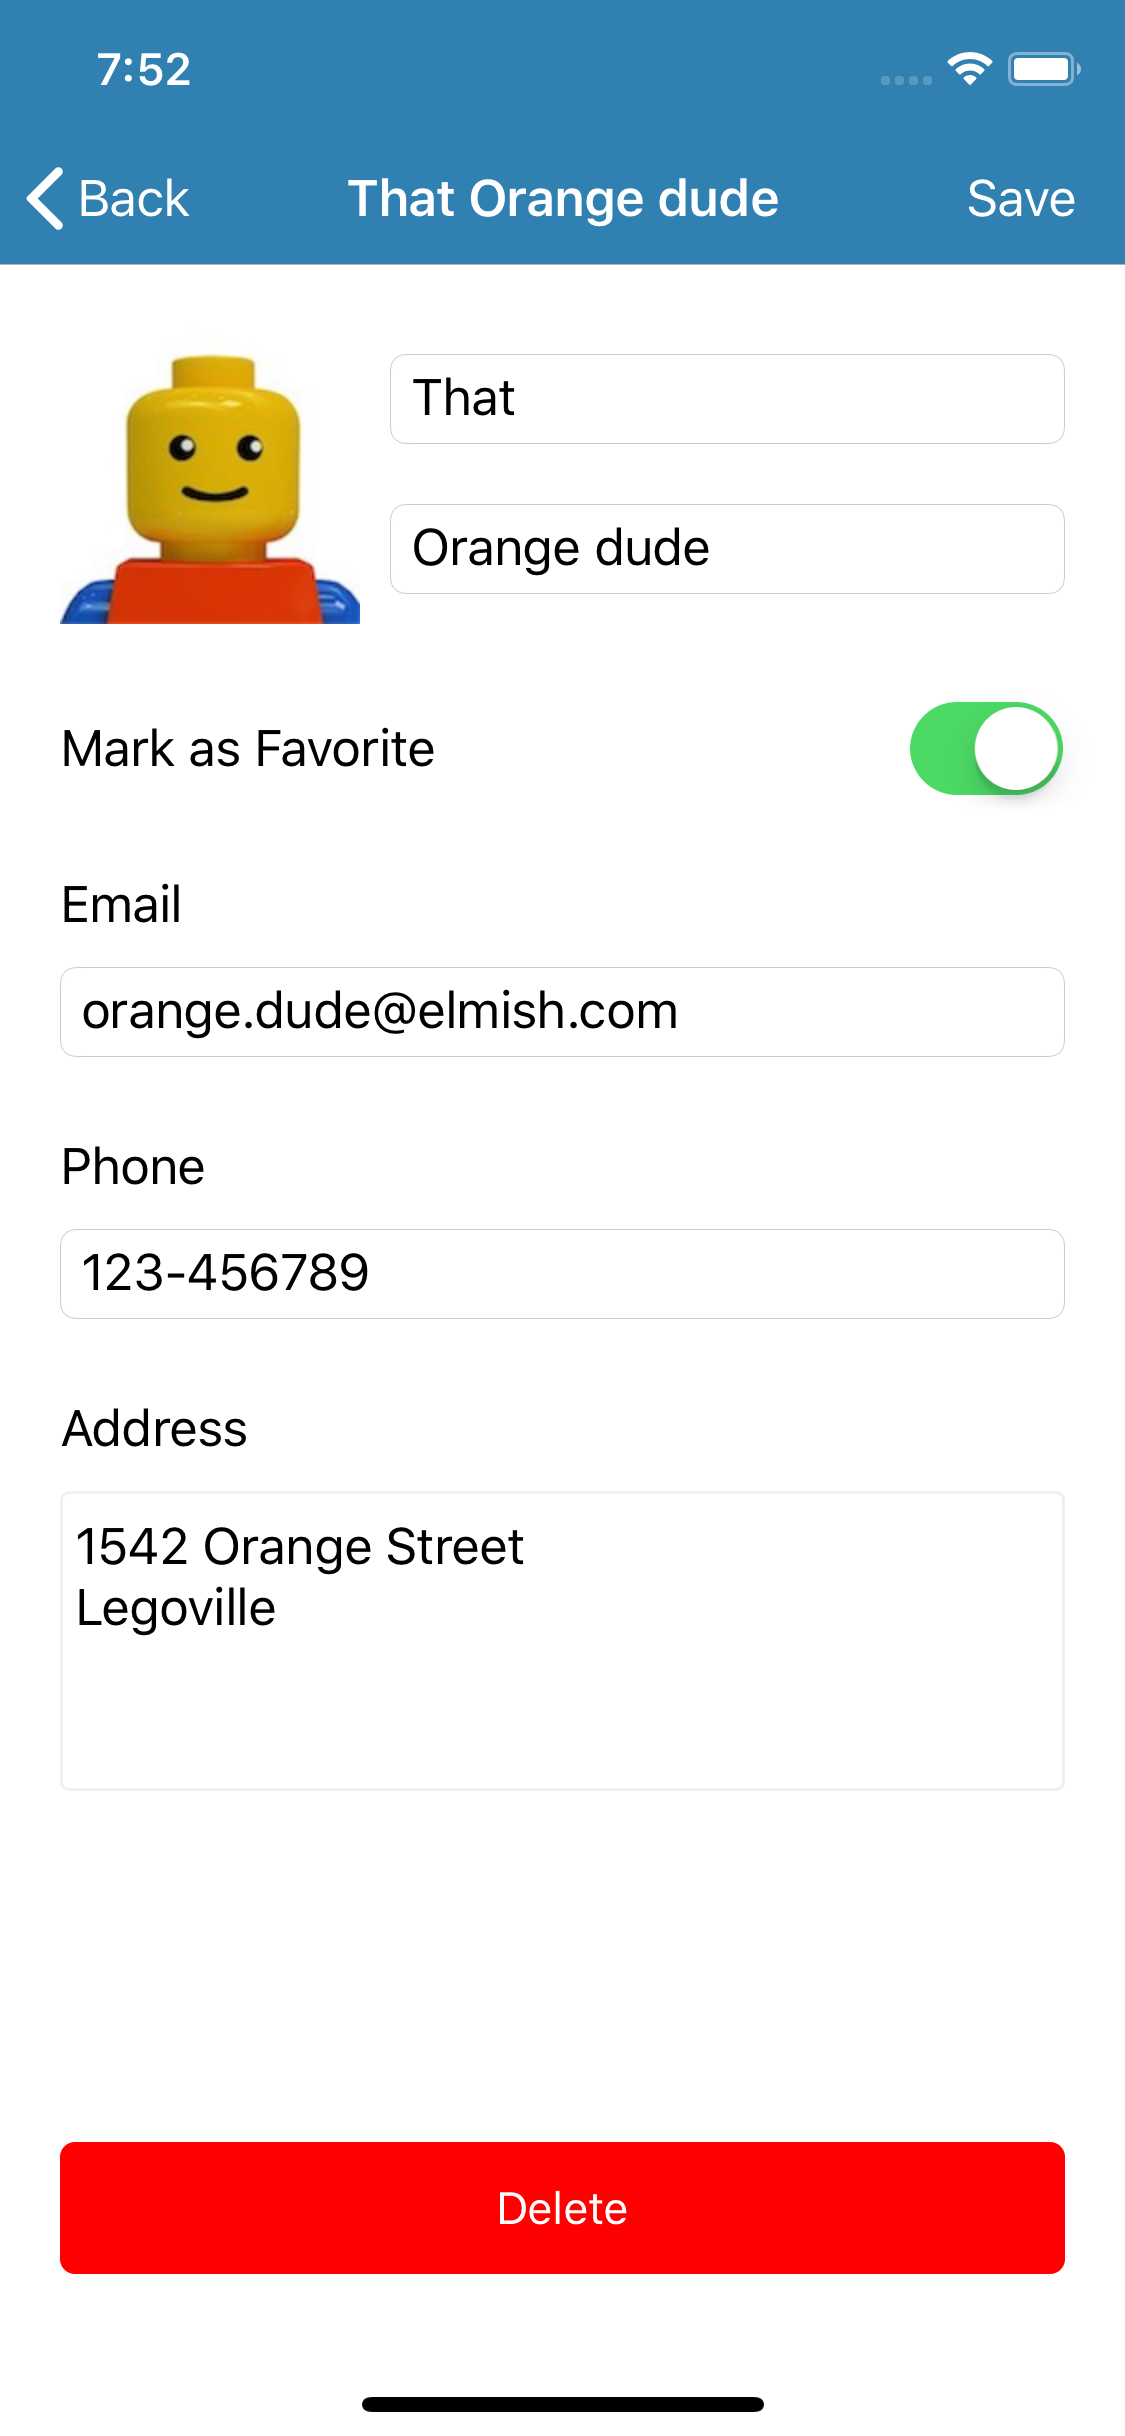 7:52
Back
That Orange dude
Save
That
Orange dude
Mark as Favorite
Email
orange.dude@elmish.com
Phone
123-456789
Address
1542 Orange Street
Legoville
Delete